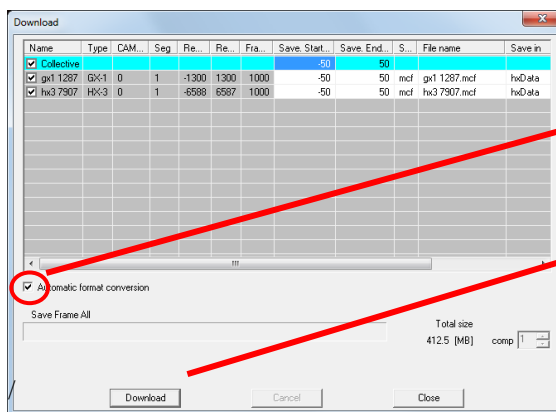 Download
Name Type CAM... Seg Re... Re... Fra... Save. Start... Save. End... S... File name Save in
Collective -50 50
gx1 1287 GX-1 0 1 -1300 1300 1000 -50 50 mcf gx1 1287.mcf hxData
hx3 7907 HX-3 0 1 -6588 6587 1000 -50 50 mcf hx3 7907.mcf hxData
Automatic format conversion
Save Frame All
Total size
412.5 [MB] comp 1
Download Cancel Close